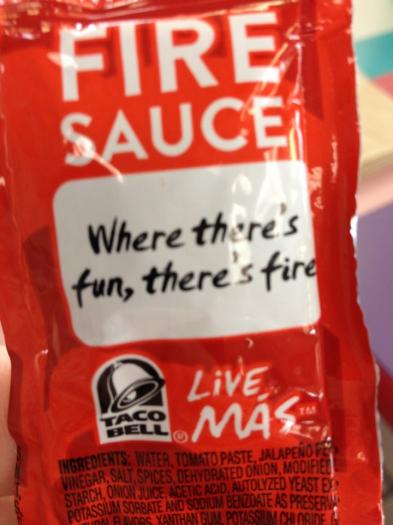 FIRE
SAUCE
Where there's
fun, there's fire
TACO
BELL®
LIVE
MÁS™
INGREDIENTS: WATER, TOMATO PASTE, JALAPEÑO
VINEGAR, SALT, SPICES, DEHYDRATED ONION, MODIFIED
STARCH, ONION JUICE, ACETIC ACID, AUTOLYZED YEAST
POTASSIUM SORBATE AND SODIUM BENZOATE AS
FLAVORS, XANTHAN GUM, POTASSIUM